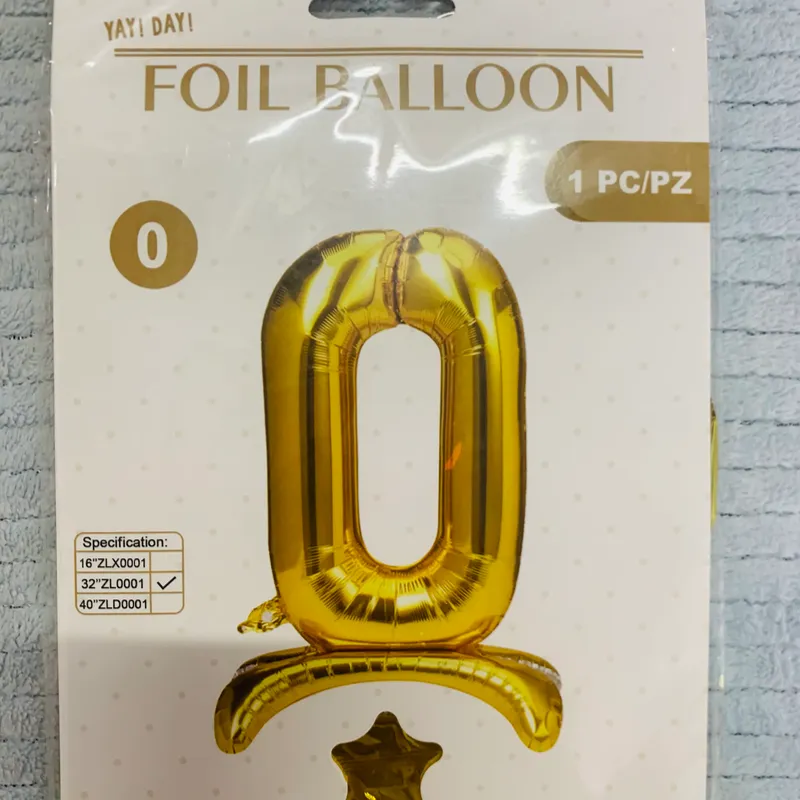 YAY! DAY!
FOIL BALLOON
1 PC/PZ
0
Specification:
16"ZLX0001
32"ZL0001 ✓
40"ZLD0001